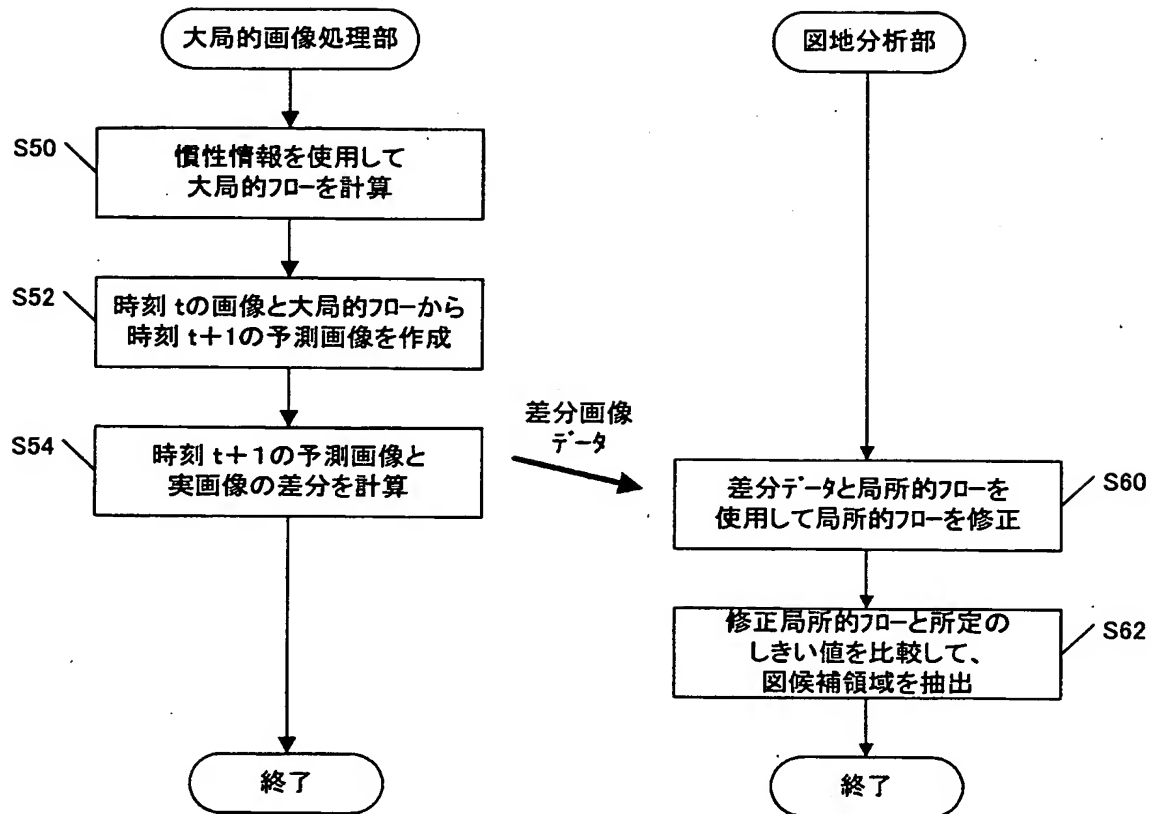 大局的画像処理部
S50
慣性情報を使用して
大局的フローを計算
S52
時刻 tの画像と大局的フローから
時刻 t+1の予測画像を作成
S54
時刻 t+1の予測画像と
実画像の差分を計算
終了
差分画像
データ
図地分析部
差分データと局所的フローを
使用して局所的フローを修正
S60
修正局所的フローと所定の
しきい値を比較して、
図候補領域を抽出
S62
終了